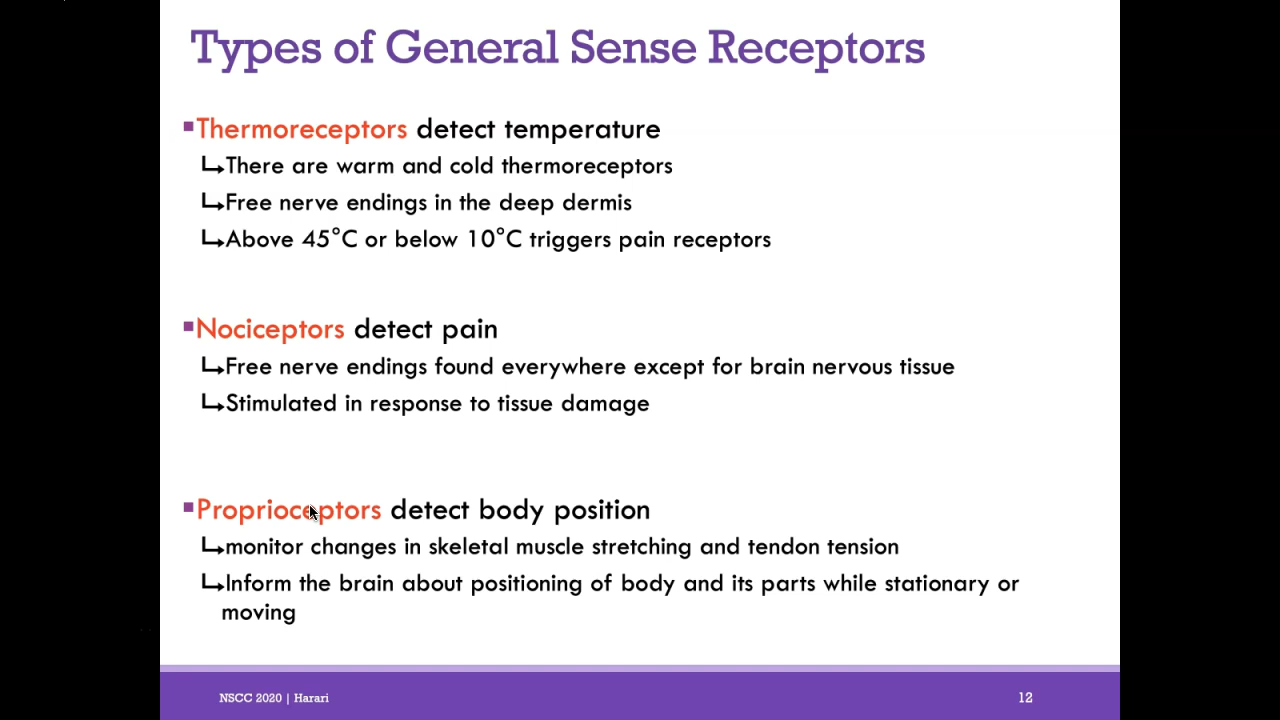 Types of General Sense Receptors
Thermoreceptors detect temperature
There are warm and cold thermoreceptors
Free nerve endings in the deep dermis
Above 45°C or below 10°C triggers pain receptors
Nociceptors detect pain
Free nerve endings found everywhere except for brain nervous tissue
Stimulated in response to tissue damage
Proprioceptors detect body position
monitor changes in skeletal muscle stretching and tendon tension
Inform the brain about positioning of body and its parts while stationary or
moving
NSCC 2020 | Harari
12